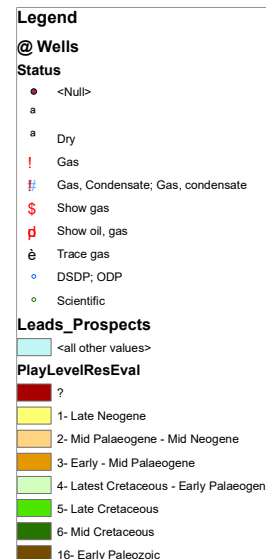 Legend
@ Wells
Status
<Null>
a
a Dry
! Gas
!# Gas, Condensate; Gas, condensate
$ Show gas
p Show oil, gas
è Trace gas
DSDP; ODP
Scientific
Leads_Prospects
<all other values>
PlayLevelResEval
?
1- Late Neogene
2- Mid Palaeogene - Mid Neogene
3- Early - Mid Palaeogene
4- Latest Cretaceous - Early Palaeogen
5- Late Cretaceous
6- Mid Cretaceous
16- Early Paleozoic